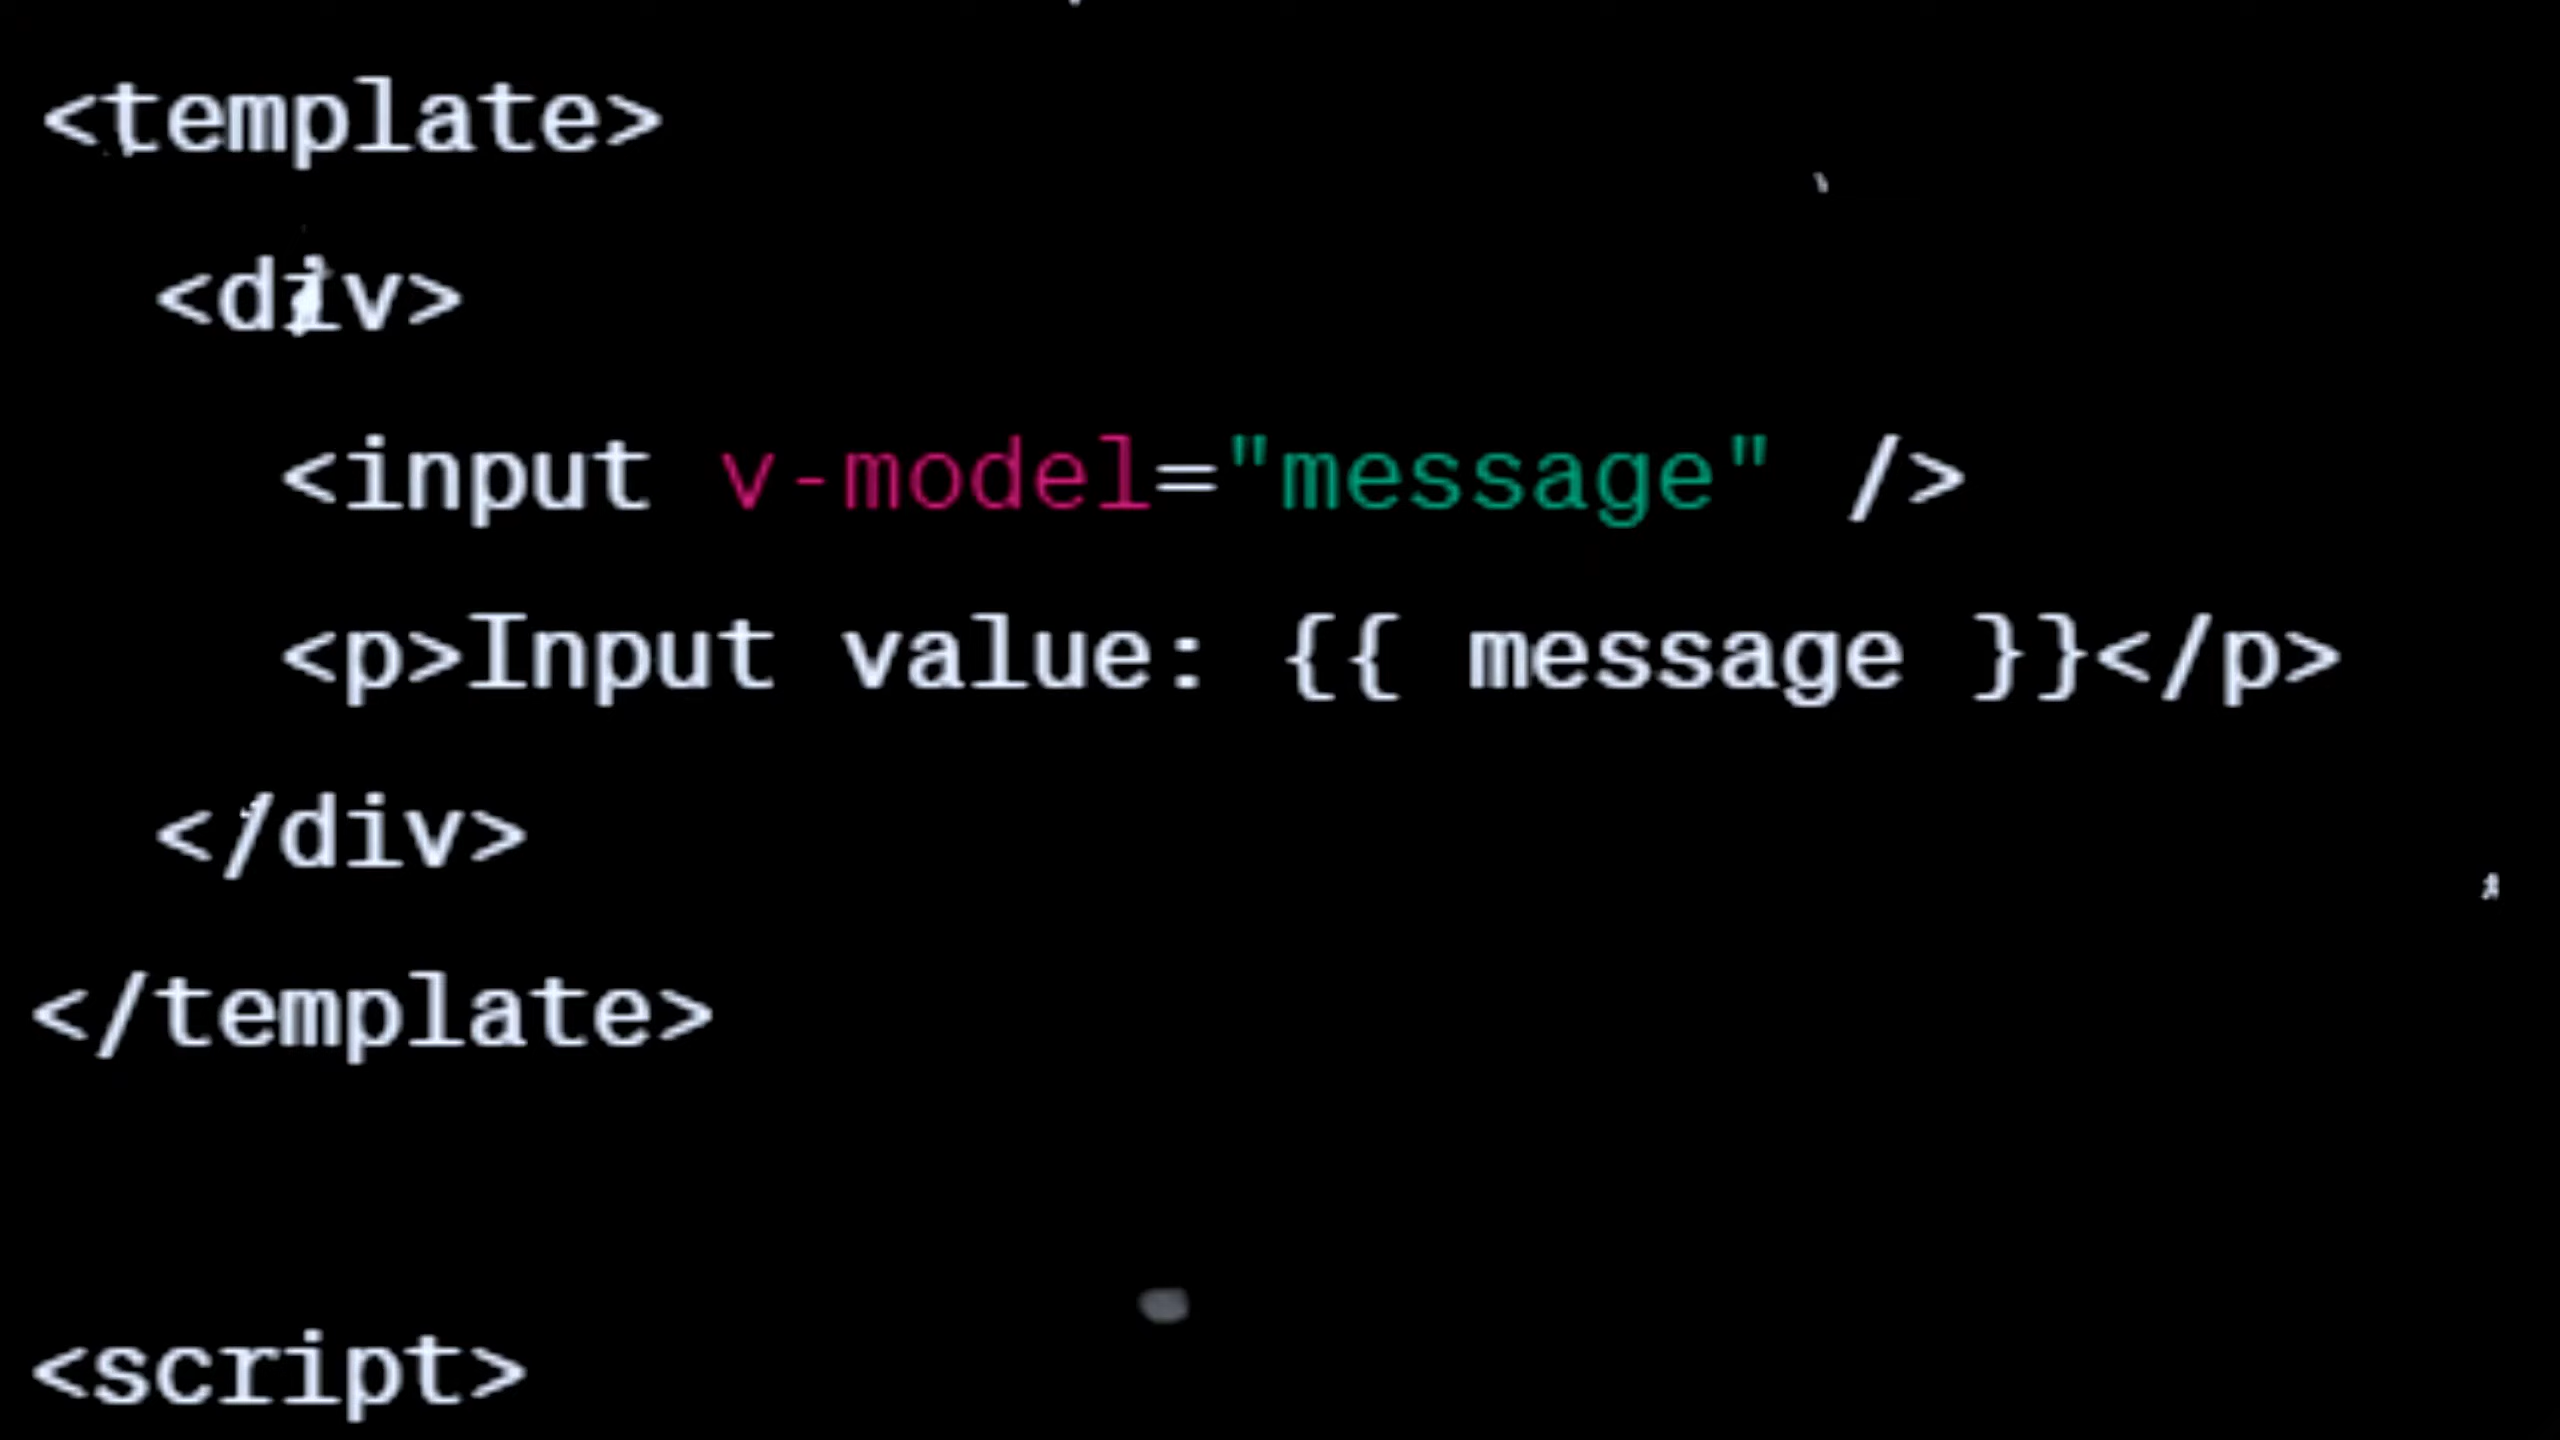 <template>
<div>
<input v-model="message" />
<p>Input value: {{ message }}</p>
</div>
</template>
<script>